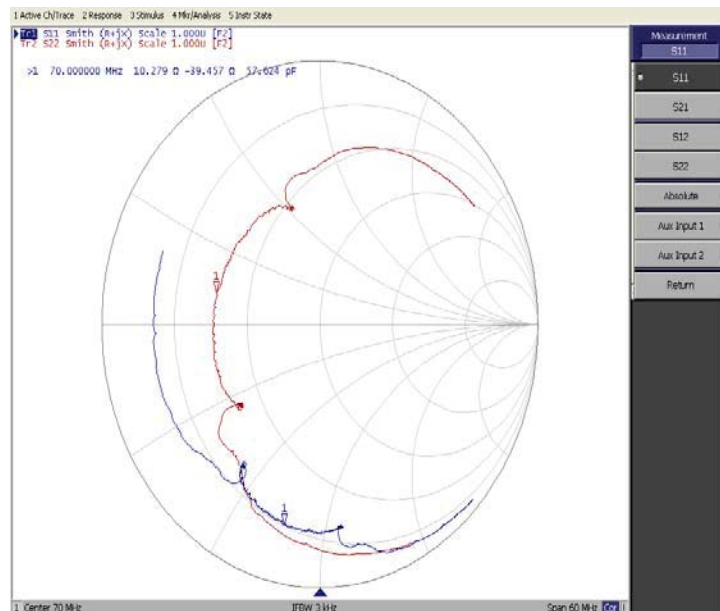 1 Active Ch/Trace 2 Response 3 Stimulus 4 Mkr/Analysis 5 Instr State
Tr1 S11 Smith (R+jX) Scale 1.000U [F2]
Tr2 S22 Smith (R+jX) Scale 1.000U [F2]
>1 70.000000 MHz 10.279 Ω -39.457 Ω 57.624 pF
1
1
Measurement
S11
S11
S21
S12
S22
Absolute
Aux Input 1
Aux Input 2
Return
1 Center 70 MHz IFBW 3 kHz Span 60 MHz Cor